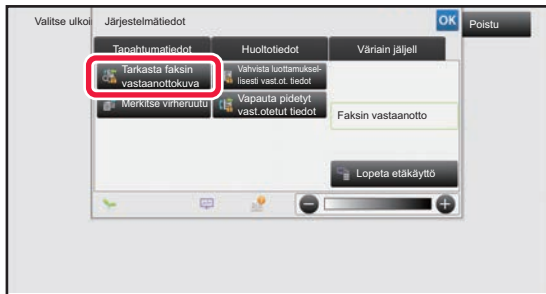 Valitse ulkoi
Järjestelmätiedot
OK
Poistu
Tapahtumatiedot
Huoltotiedot
Väriain jäljell
Tarkasta faksin
vastaanottokuva
Vahvista luottamuksel-
lisesti vast.ot. tiedot
Merkitse virheruutu
Vapauta pidetyt
vast.otetut tiedot
Faksin vastaanotto
Lopeta etäkäyttö